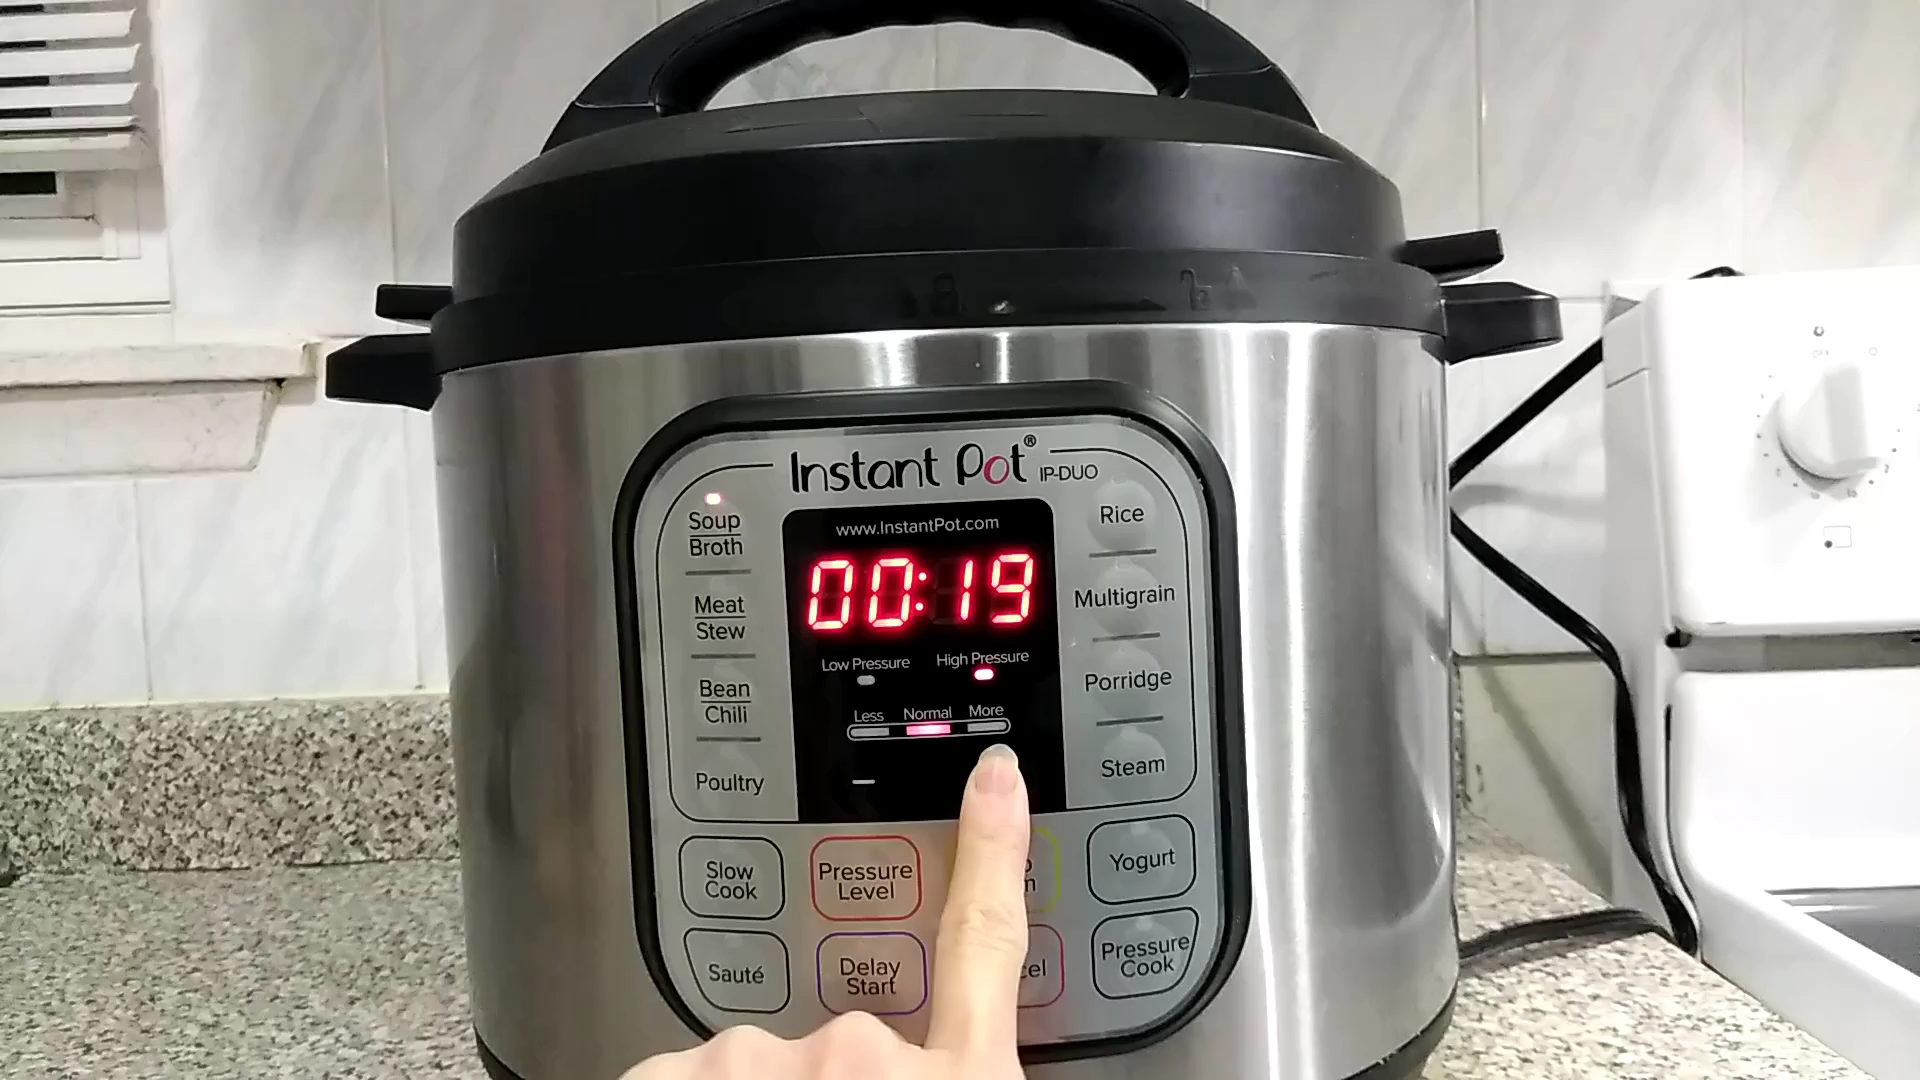 Instant Pot® IP-DUO
www.InstantPot.com
00:19
Low Pressure High Pressure
Less Normal More
Soup
Broth
Meat
Stew
Bean
Chili
Poultry
Rice
Multigrain
Porridge
Steam
Slow
Cook
Pressure
Level
Yogurt
Sauté
Delay
Start
Pressure
Cook
OFF